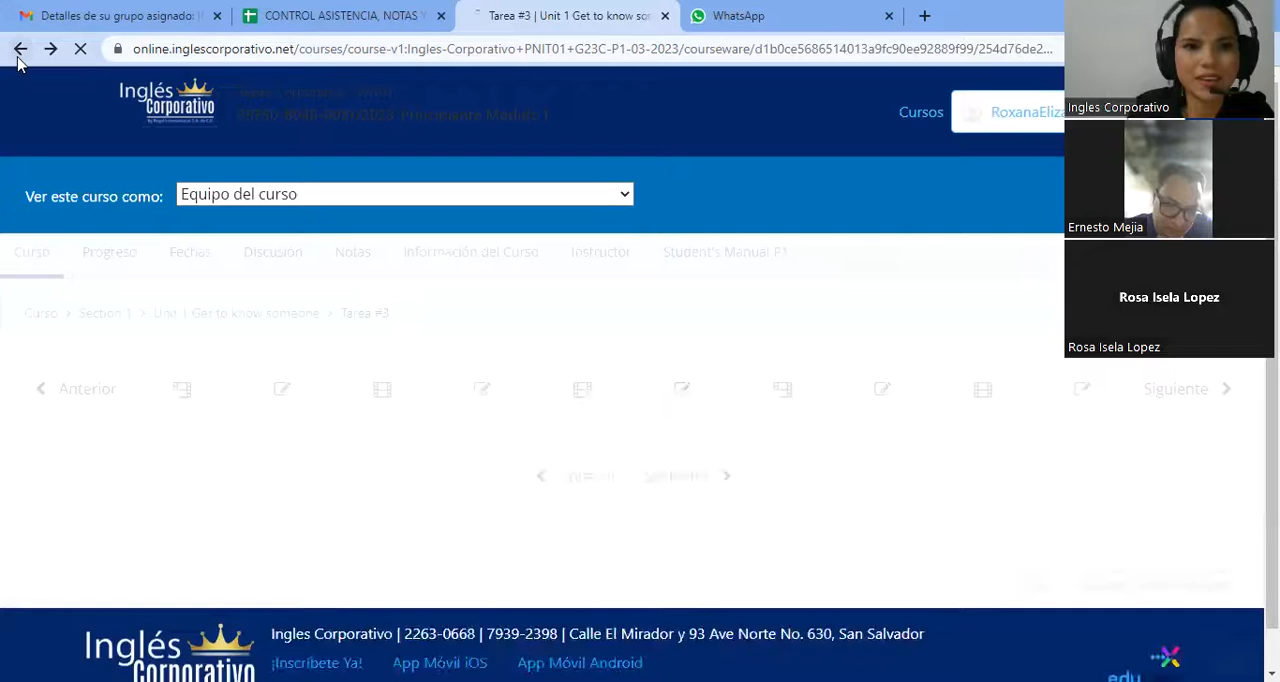 Detalles de su grupo asignado: I
CONTROL ASISTENCIA, NOTAS Y
Tarea #3 | Unit 1 Get to know so
WhatsApp
online.inglescorporativo.net/courses/course-v1:Ingles-Corporativo+PNIT01+G23C-P1-03-2023/courseware/d1b0ce5686514013a9fc90ee92889f99/254d76de2...
Inglés
Corporativo
Cursos
RoxanaEliza
Ver este curso como:
Equipo del curso
Curso
Progreso
Fechas
Discusión
Notas
Información del Curso
Instructor
Student's Manual P1
Curso > Section 1 > Unit 1 Get to know someone > Tarea #3
Anterior
Siguiente
Ingles Corporativo
Ernesto Mejia
Rosa Isela Lopez
Rosa Isela Lopez
Inglés
Corporativo
Ingles Corporativo | 2263-0668 | 7939-2398 | Calle El Mirador y 93 Ave Norte No. 630, San Salvador
¡Inscríbete Ya!
App Móvil iOS
App Móvil Android
edu